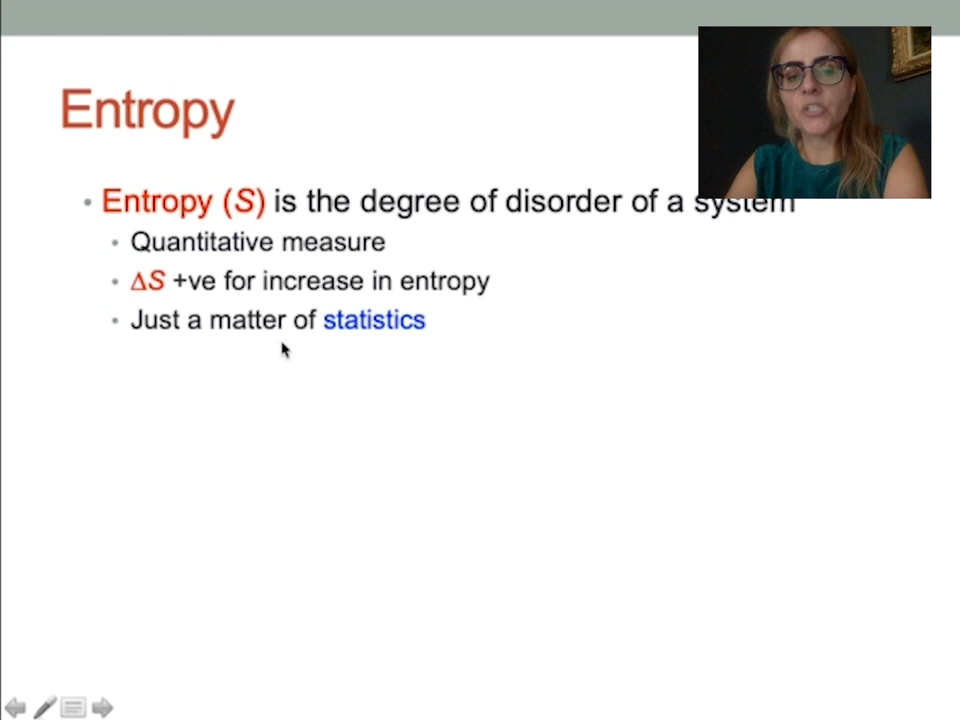 Entropy
• Entropy (S) is the degree of disorder of a system
• Quantitative measure
• ΔS +ve for increase in entropy
• Just a matter of statistics